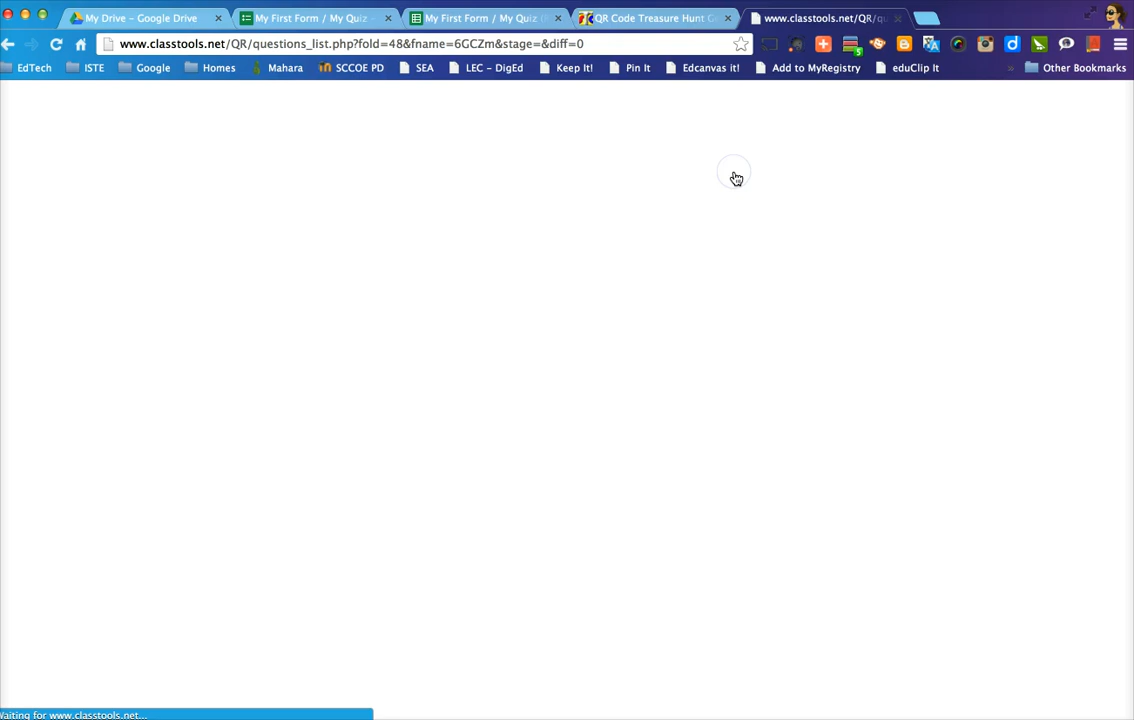 My Drive – Google Drive My First Form / My Quiz – My First Form / My Quiz QR Code Treasure Hunt G www.classtools.net/QR/qu
www.classtools.net/QR/questions_list.php?fold=48&fname=6GCZm&stage=&diff=0
5
EdTech ISTE Google Homes Mahara SCCOE PD SEA LEC – DigEd Keep It! Pin It Edcanvas it! Add to MyRegistry eduClip It » Other Bookmarks
Waiting for www.classtools.net...